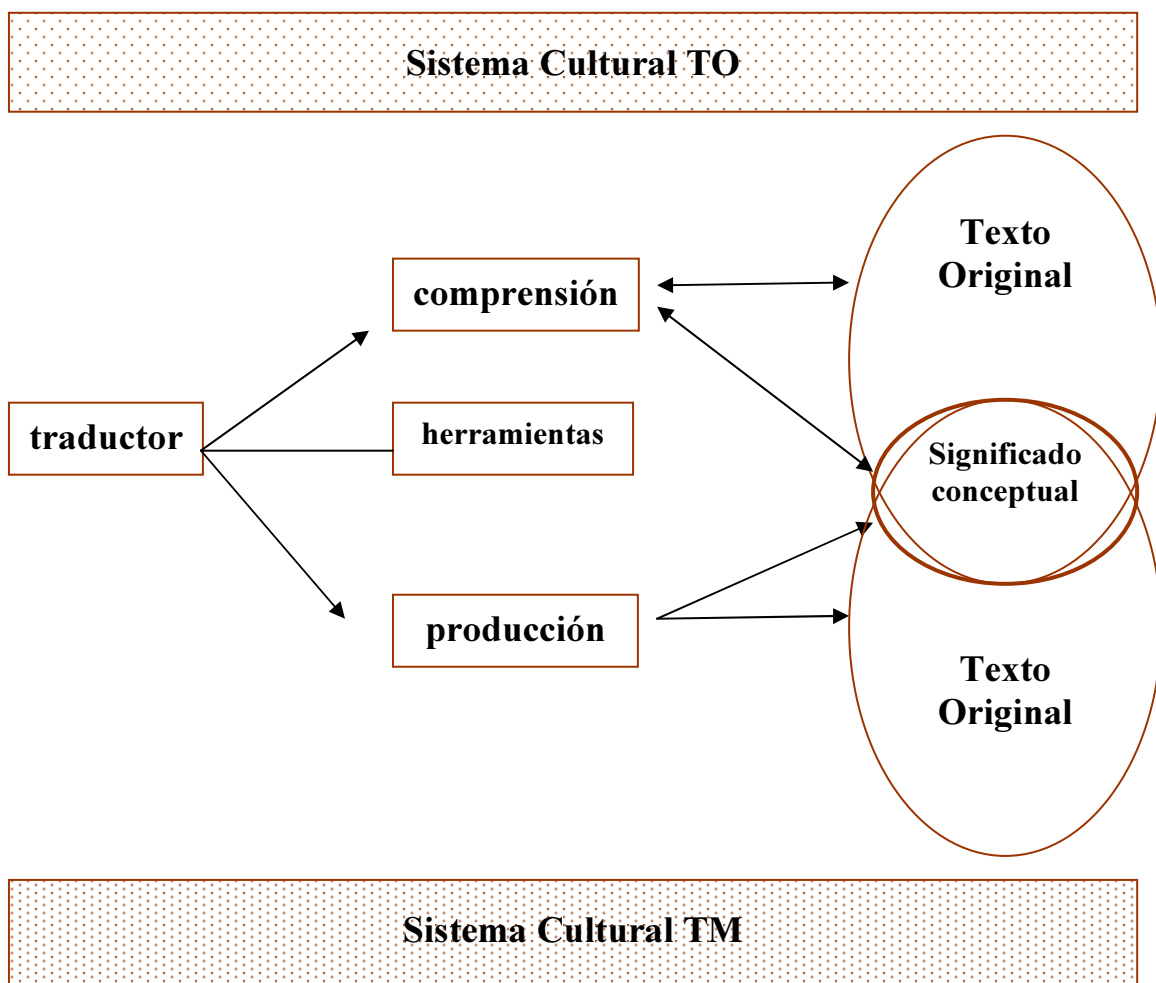 Sistema Cultural TO
Texto
Original
comprensión
traductor
herramientas
Significado
conceptual
producción
Texto
Original
Sistema Cultural TM